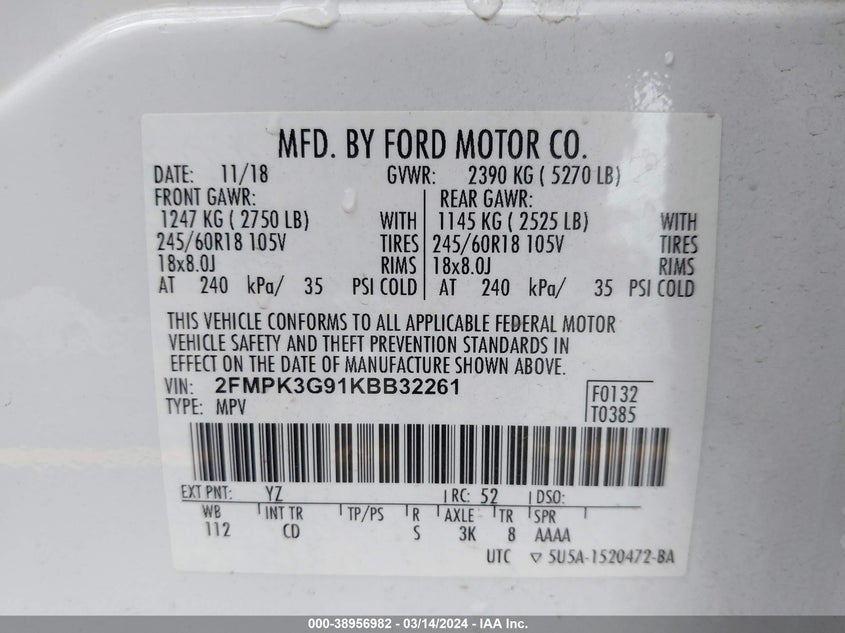 MFD. BY FORD MOTOR CO.
DATE: 11/18 GVWR: 2390 KG ( 5270 LB)
FRONT GAWR: REAR GAWR:
1247 KG ( 2750 LB) WITH 1145 KG ( 2525 LB) WITH
245/60R18 105V TIRES 245/60R18 105V TIRES
18x8.0J RIMS 18x8.0J RIMS
AT 240 kPa/ 35 PSI COLD AT 240 kPa/ 35 PSI COLD
THIS VEHICLE CONFORMS TO ALL APPLICABLE FEDERAL MOTOR
VEHICLE SAFETY AND THEFT PREVENTION STANDARDS IN
EFFECT ON THE DATE OF MANUFACTURE SHOWN ABOVE.
VIN: 2FMPK3G91KBB32261 F0132
TYPE: MPV T0385
EXT PNT: YZ RC: 52 DSO:
WB INT TR TP/PS R AXLE TR SPR
112 CD S 3K 8 AAAA
UTC ▽ 5U5A-1520472-BA
000-38956982 / 03/14/2024 - IAA Inc.